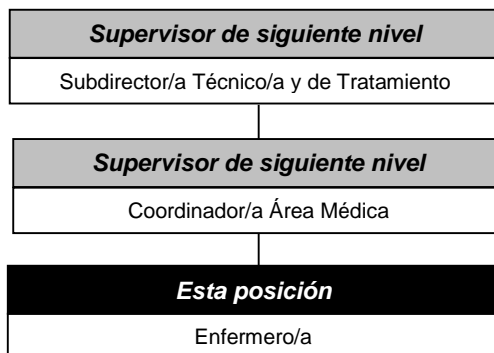 Supervisor de siguiente nivel
Subdirector/a Técnico/a y de Tratamiento
Supervisor de siguiente nivel
Coordinador/a Área Médica
Esta posición
Enfermero/a